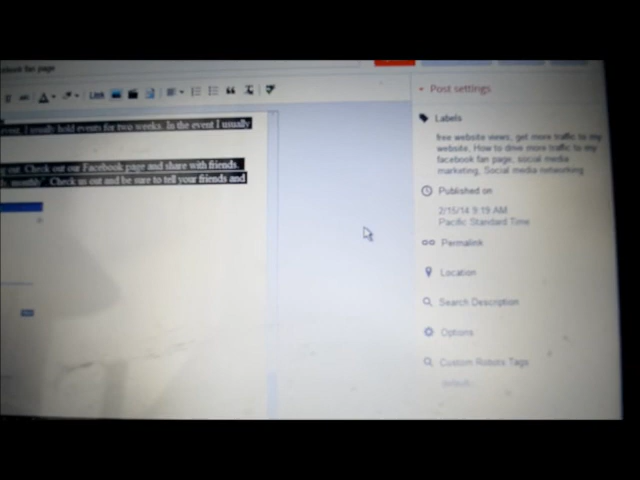 fan page
Link
Post settings
event, I usually hold events for two weeks. In the event I usually
Labels
free website views, get more traffic to my
website, How to drive more traffic to my
facebook fan page, social media
marketing, Social media networking
out. Check out our Facebook page and share with friends.
monthly". Check us out and be sure to tell your friends and
Published on
2/15/14 9:19 AM
Pacific Standard Time
Permalink
Location
Search Description
Options
Custom Robots Tags
default